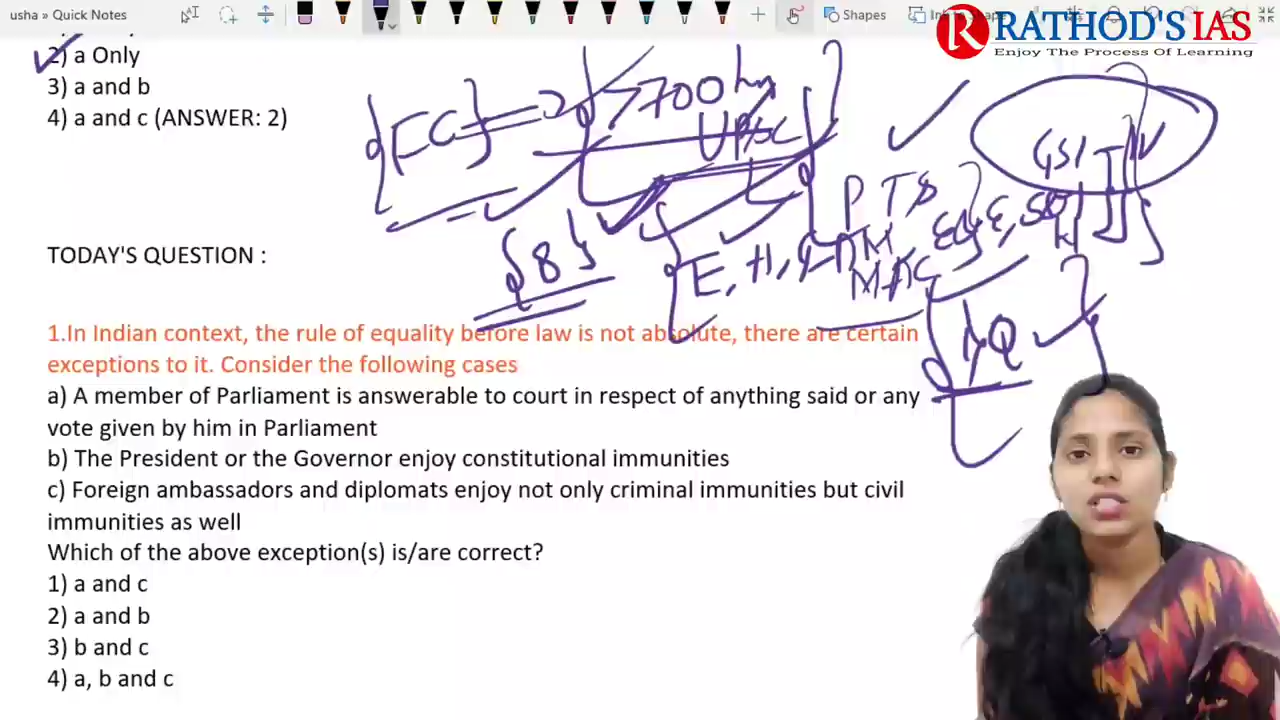 usha » Quick Notes
Shapes
RATHOD'S IAS
Enjoy The Process Of Learning
2) a Only
3) a and b
4) a and c (ANSWER: 2)
700
UPSC
{8}
TODAY'S QUESTION :
1.In Indian context, the rule of equality before law is not absolute, there are certain
exceptions to it. Consider the following cases
a) A member of Parliament is answerable to court in respect of anything said or any
vote given by him in Parliament
b) The President or the Governor enjoy constitutional immunities
c) Foreign ambassadors and diplomats enjoy not only criminal immunities but civil
immunities as well
Which of the above exception(s) is/are correct?
1) a and c
2) a and b
3) b and c
4) a, b and c